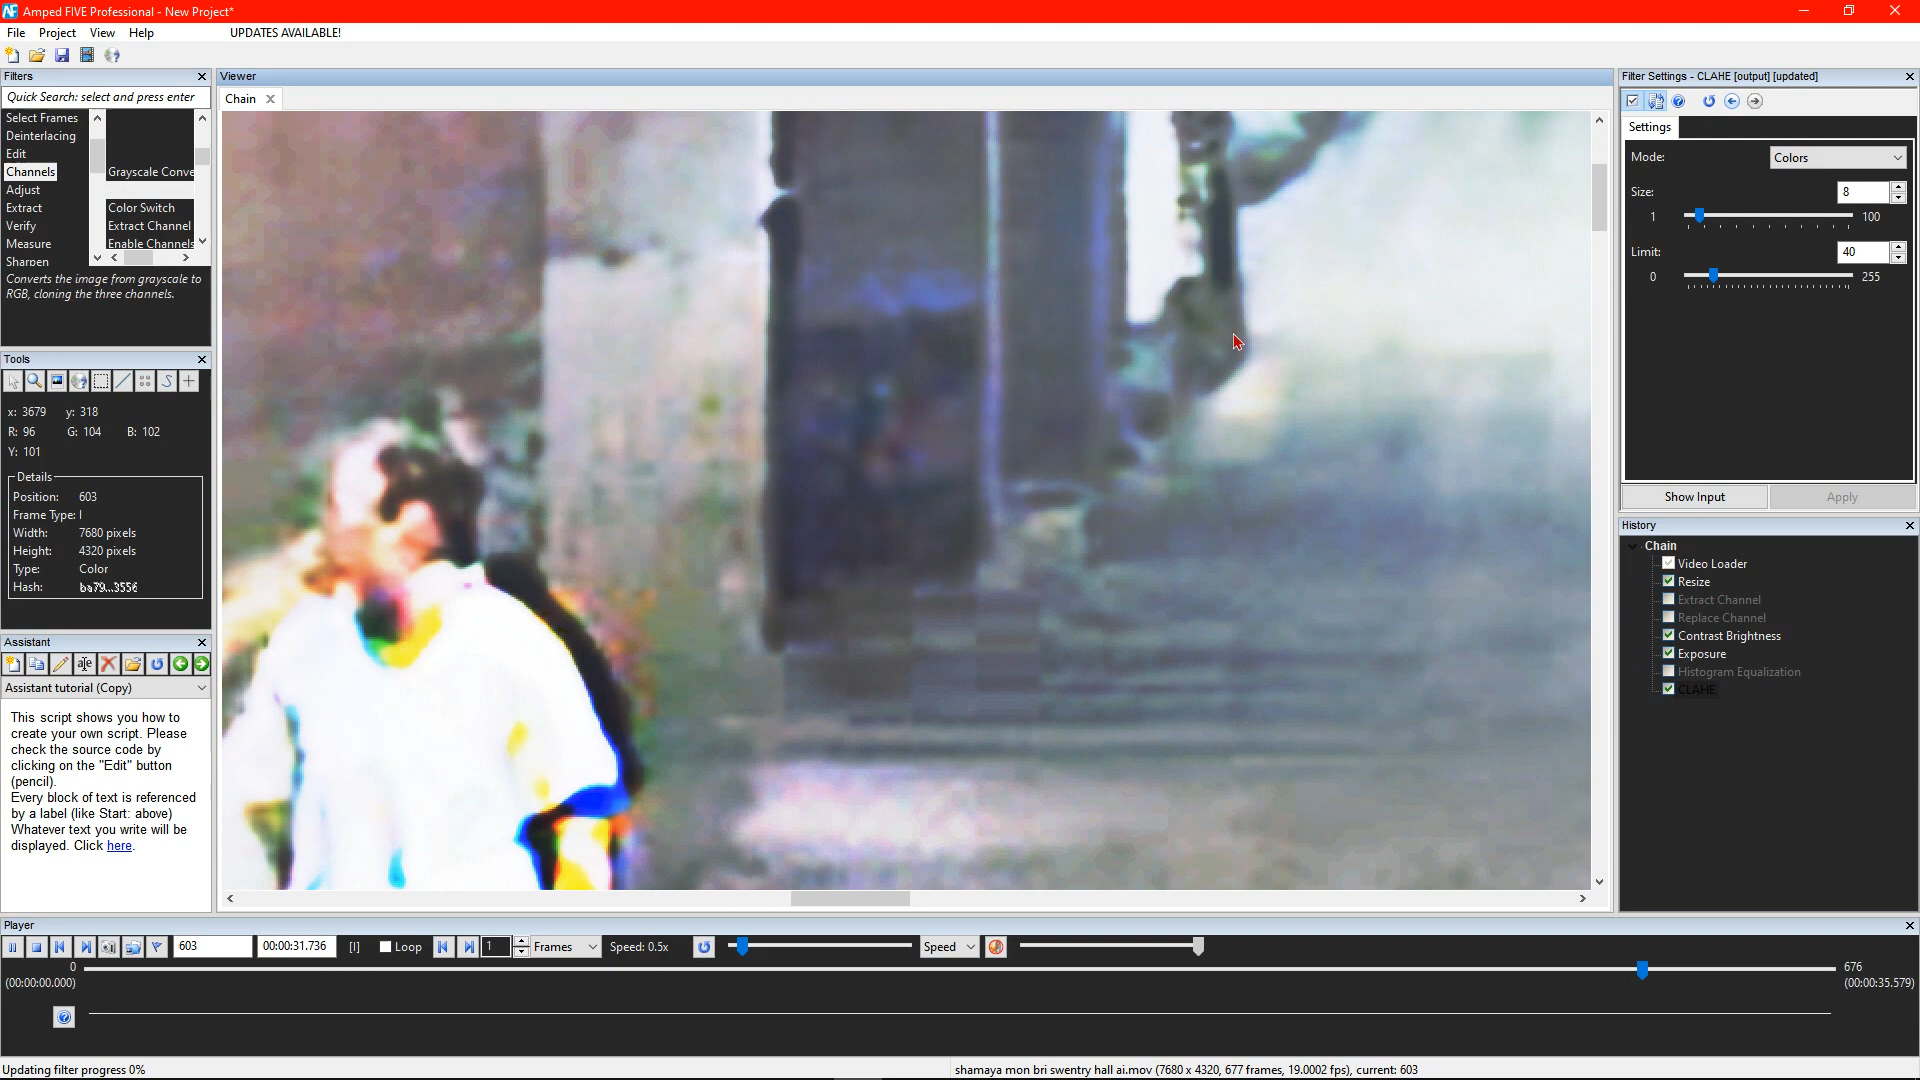 Amped FIVE Professional - New Project*
File Project View Help UPDATES AVAILABLE!
Filters
Quick Search: select and press enter
Select Frames
Deinterlacing
Edit
Channels
Adjust
Extract
Verify
Measure
Sharpen
Grayscale Conve
Color Switch
Extract Channel
Enable Channels
Converts the image from grayscale to
RGB, cloning the three channels.
Tools
x: 3679 y: 318
R: 96 G: 104 B: 102
Y: 101
Details
Position: 603
Frame Type: I
Width: 7680 pixels
Height: 4320 pixels
Type: Color
Hash: ba79...3556
Assistant
Assistant tutorial (Copy)
This script shows you how to
create your own script. Please
check the source code by
clicking on the "Edit" button
(pencil).
Every block of text is referenced
by a label (like Start: above)
Whatever text you write will be
displayed. Click here.
Viewer
Chain
Filter Settings - CLAHE [output] [updated]
Settings
Mode: Colors
Size: 8
1 100
Limit: 40
0 255
Show Input Apply
History
Chain
Video Loader
Resize
Extract Channel
Replace Channel
Contrast Brightness
Exposure
Histogram Equalization
CLAHE
Player
603 00:00:31.736 [I] Loop 1 Frames Speed: 0.5x Speed
0 676
(00:00:00.000) (00:00:35.579)
Updating filter progress 0% shamaya mon bri swentry hall ai.mov (7680 x 4320, 677 frames, 19.0002 fps), current: 603